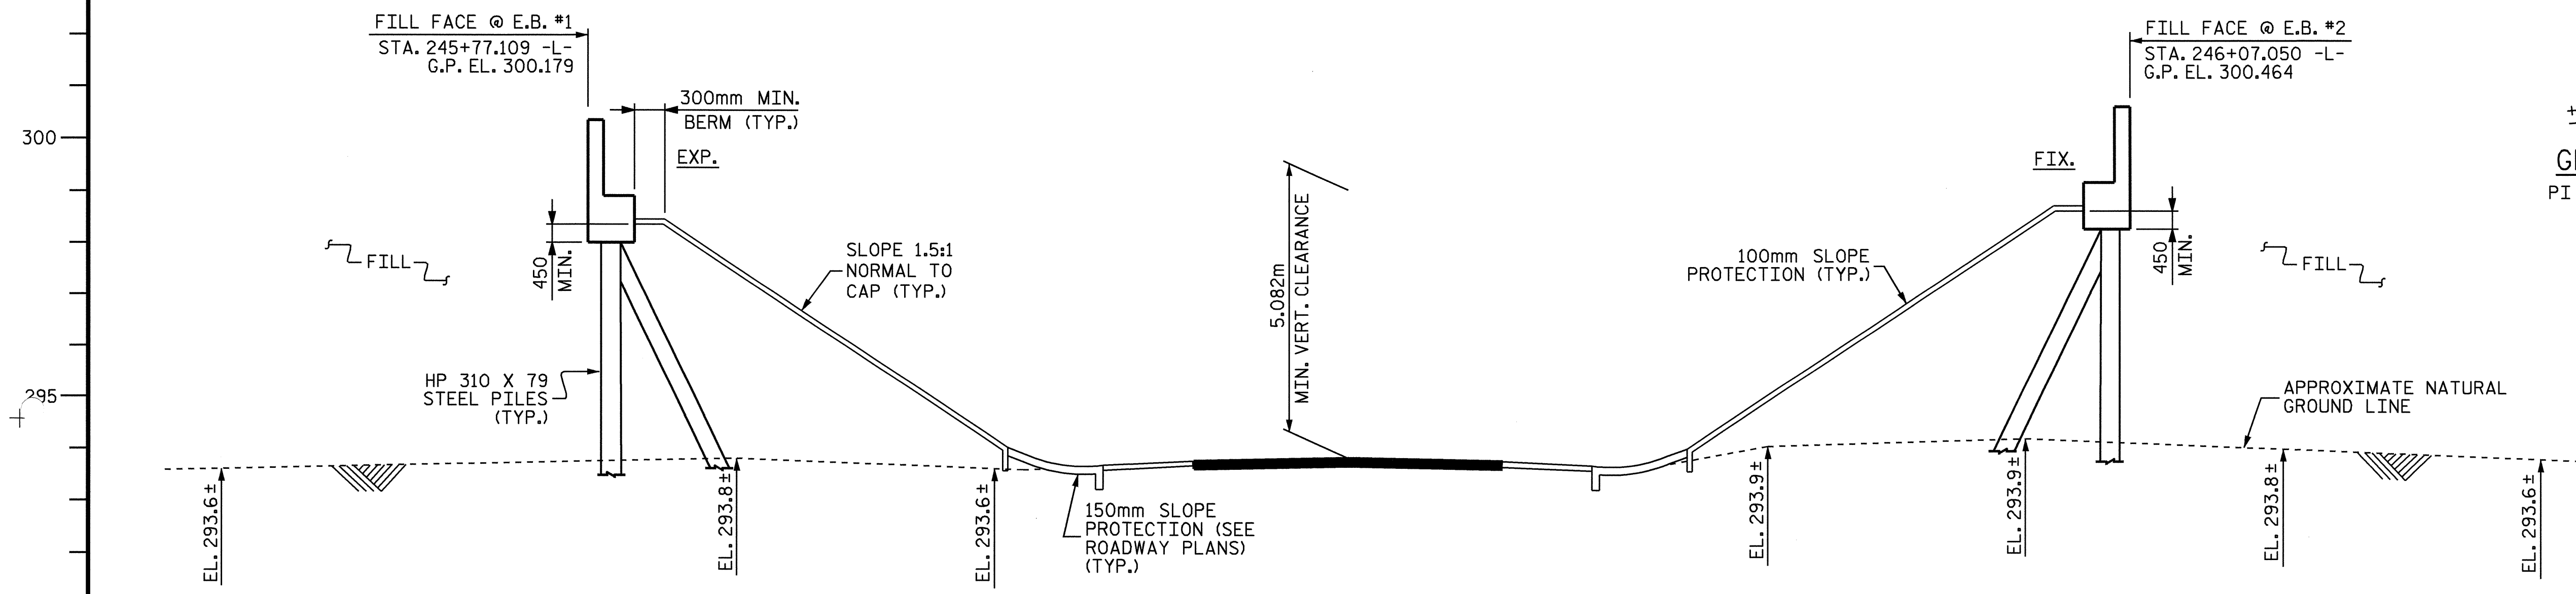 FILL FACE @ E.B. #1
STA. 245+77.109 -L-
G.P. EL. 300.179
300mm MIN.
BERM (TYP.)
EXP.
300
295
FILL
450
MIN.
SLOPE 1.5:1
NORMAL TO
CAP (TYP.)
HP 310 X 79
STEEL PILES
(TYP.)
5.082m
MIN. VERT. CLEARANCE
FILL FACE @ E.B. #2
STA. 246+07.050 -L-
G.P. EL. 300.464
FIX.
100mm SLOPE
PROTECTION (TYP.)
450
MIN.
FILL
APPROXIMATE NATURAL
GROUND LINE
150mm SLOPE
PROTECTION (SEE
ROADWAY PLANS)
(TYP.)
EL. 293.6±
EL. 293.8±
EL. 293.6±
EL. 293.9±
EL. 293.9±
EL. 293.8±
EL. 293.6±
PI